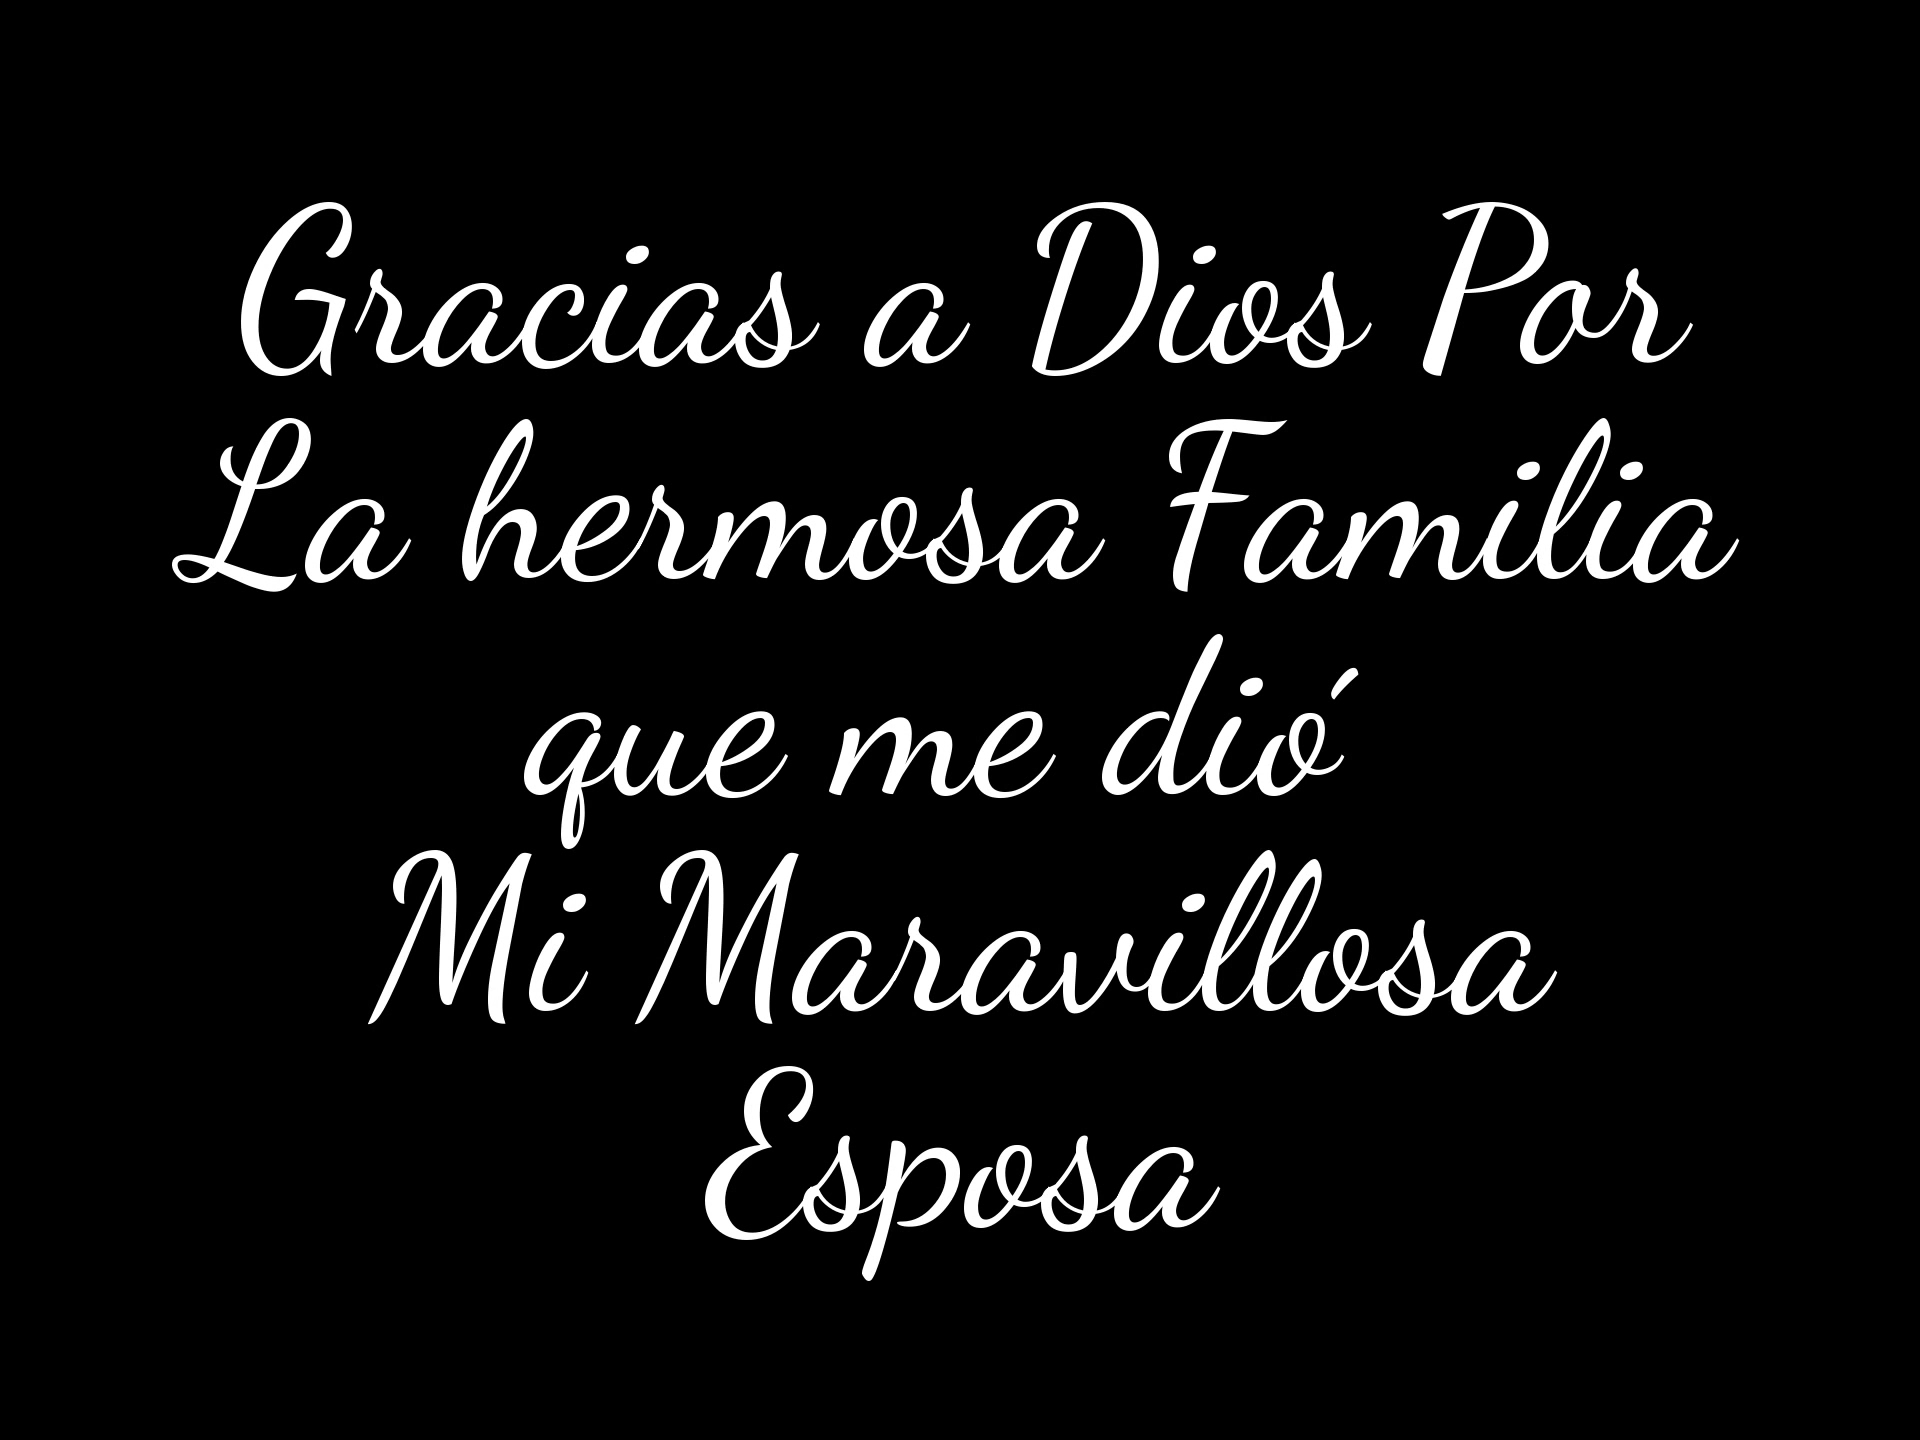 Gracias a Dios Por
La hermosa Familia
que me dió
Mi Maravillosa
Esposa